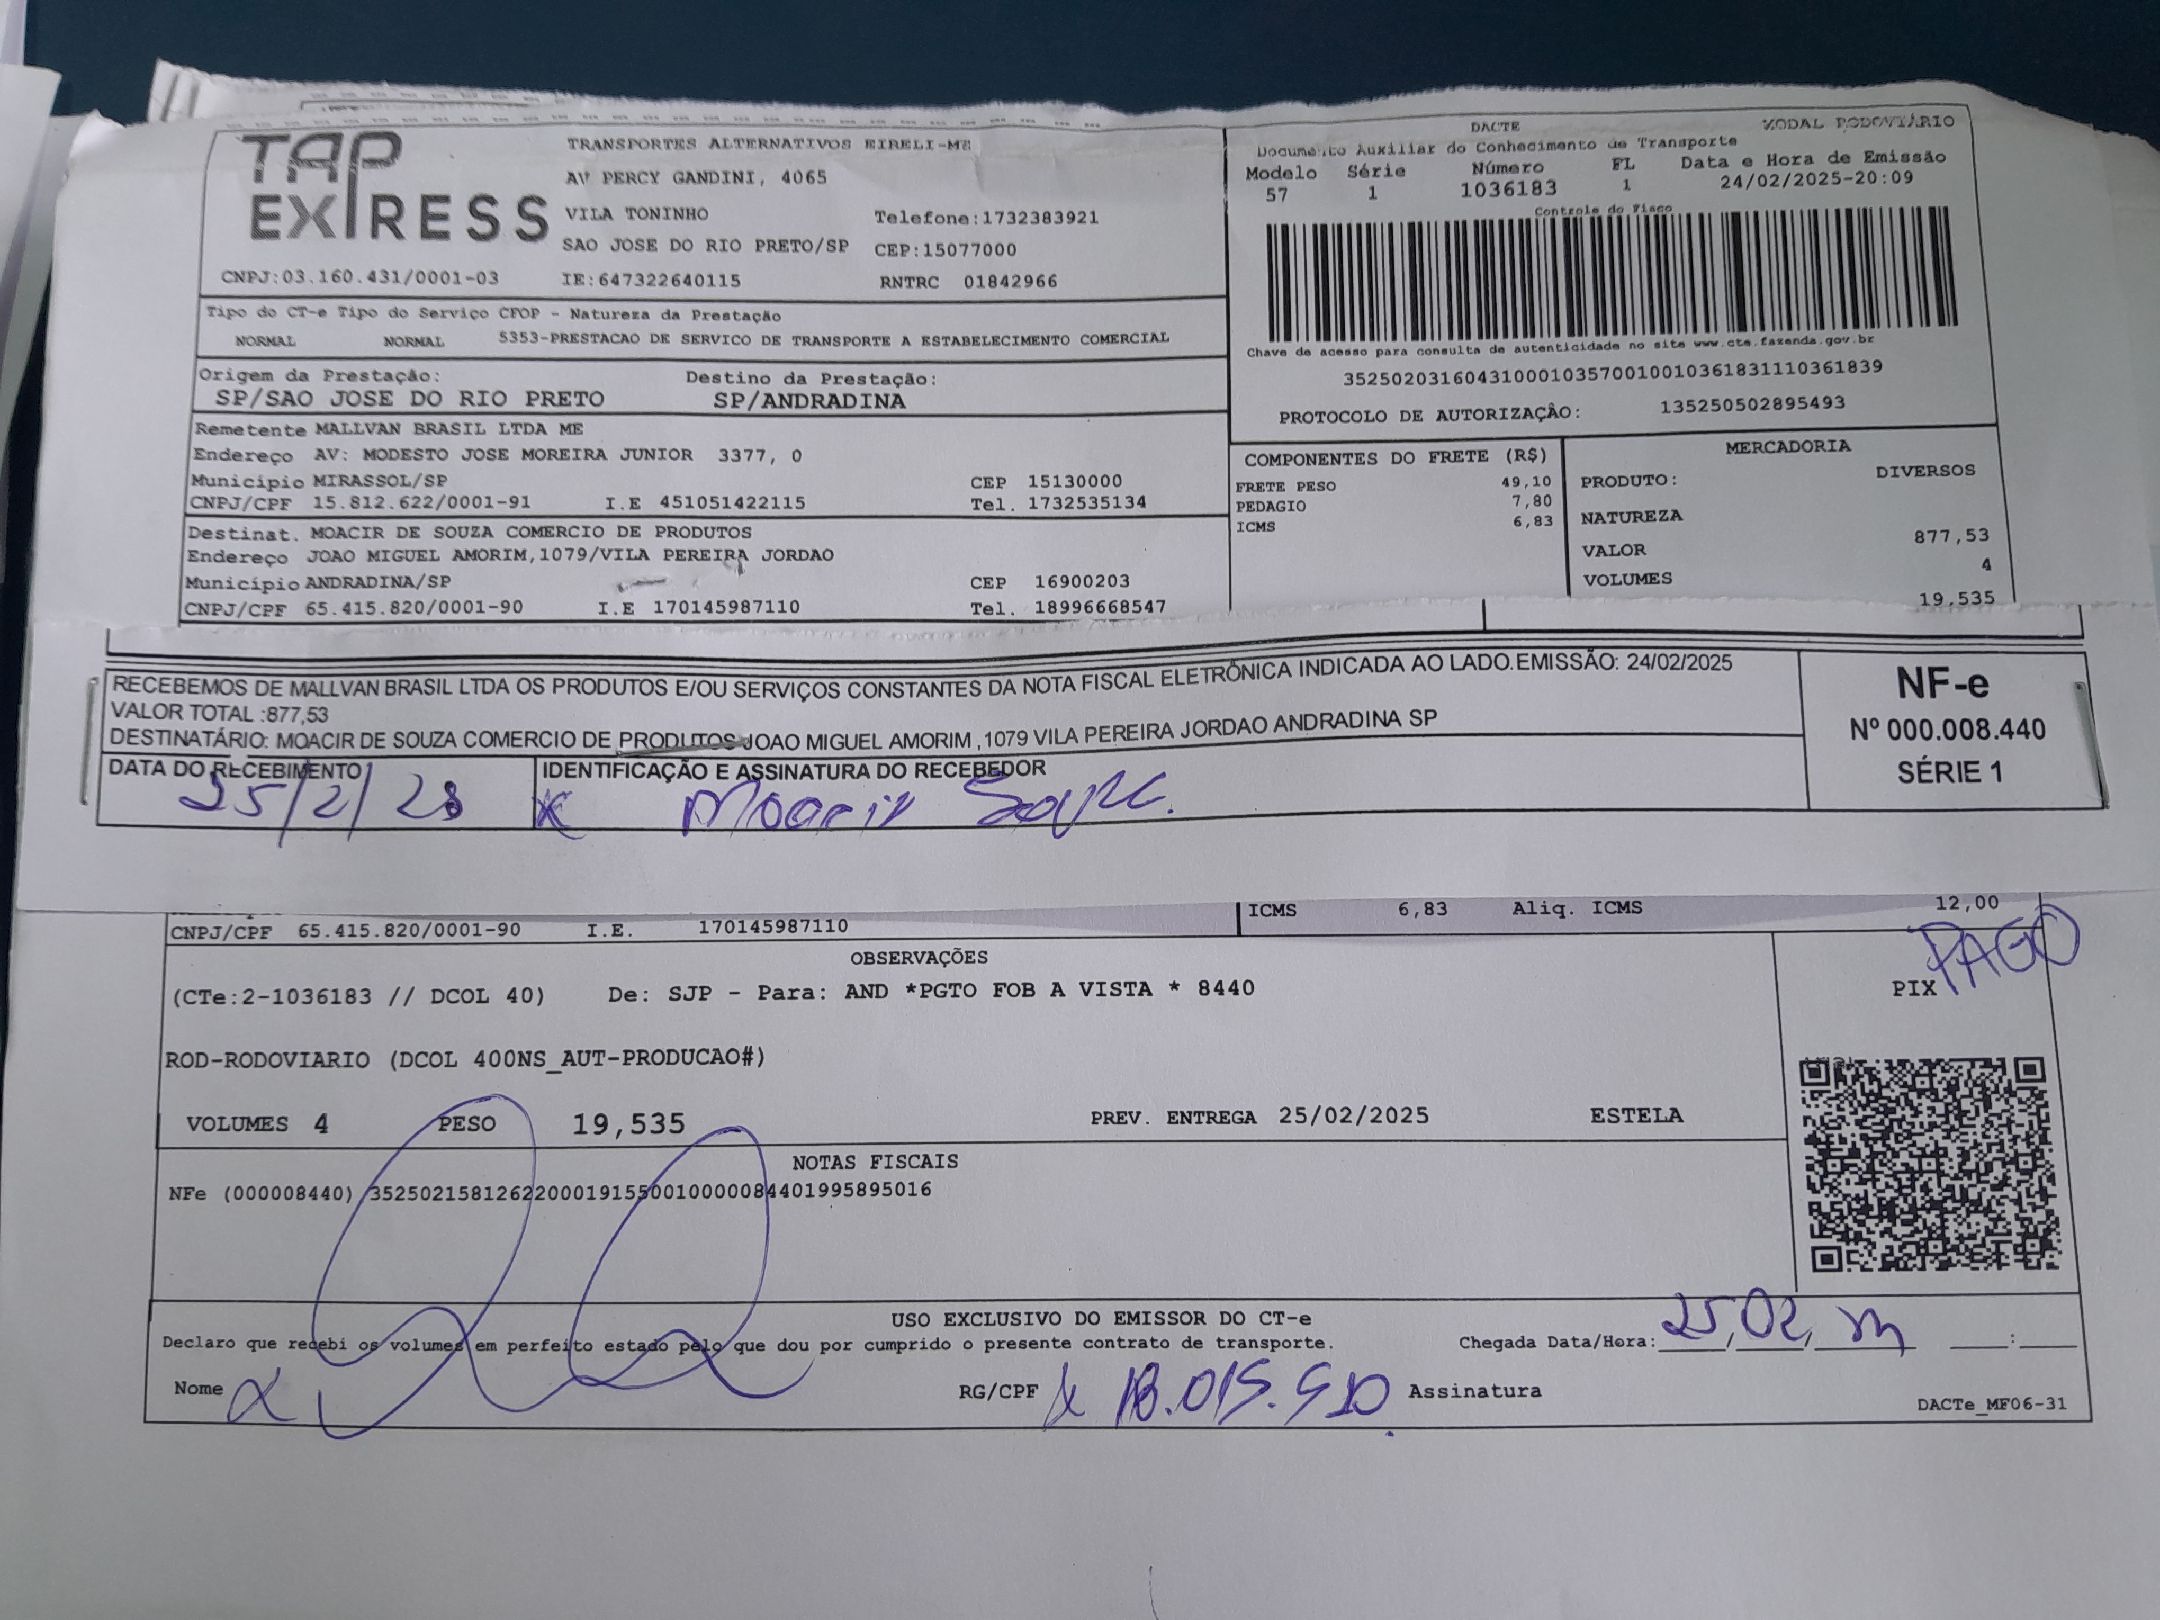 TAP EXPRESS
TRANSPORTES ALTERNATIVOS EIRELI-ME
AV PERCY GANDINI, 4065
VILA TONINHO Telefone:1732383921
SAO JOSE DO RIO PRETO/SP CEP:15077000
CNPJ:03.160.431/0001-03 IE:647322640115 RNTRC 01842966
Tipo do CT-e Tipo do Serviço CFOP - Natureza da Prestação
NORMAL NORMAL 5353-PRESTACAO DE SERVICO DE TRANSPORTE A ESTABELECIMENTO COMERCIAL
Origem da Prestação: Destino da Prestação:
SP/SAO JOSE DO RIO PRETO SP/ANDRADINA
Remetente MALLVAN BRASIL LTDA ME
Endereço AV: MODESTO JOSE MOREIRA JUNIOR 3377, 0
Município MIRASSOL/SP CEP 15130000
CNPJ/CPF 15.812.622/0001-91 I.E 451051422115 Tel. 1732535134
Destinat. MOACIR DE SOUZA COMERCIO DE PRODUTOS
Endereço JOAO MIGUEL AMORIM,1079/VILA PEREIRA JORDAO
Município ANDRADINA/SP CEP 16900203
CNPJ/CPF 65.415.820/0001-90 I.E 170145987110 Tel. 18996668547
DACTE MODAL RODOVIÁRIO
Documento Auxiliar do Conhecimento de Transporte
Modelo Série Número FL Data e Hora de Emissão
57 1 1036183 1 24/02/2025-20:09
Controle do Fisco
Chave de acesso para consulta de autenticidade no site www.cte.fazenda.gov.br
35250203160431000103570010010361831110361839
PROTOCOLO DE AUTORIZAÇÂO: 135250502895493
COMPONENTES DO FRETE (R$)
FRETE PESO 49,10
PEDAGIO 7,80
ICMS 6,83
MERCADORIA
PRODUTO: DIVERSOS
NATUREZA
VALOR 877,53
VOLUMES 4
19,535
RECEBEMOS DE MALLVAN BRASIL LTDA OS PRODUTOS E/OU SERVIÇOS CONSTANTES DA NOTA FISCAL ELETRÔNICA INDICADA AO LADO.EMISSÃO: 24/02/2025
VALOR TOTAL :877,53
DESTINATÁRIO: MOACIR DE SOUZA COMERCIO DE PRODUTOS JOAO MIGUEL AMORIM ,1079 VILA PEREIRA JORDAO ANDRADINA SP
NF-e
Nº 000.008.440
SÉRIE 1
DATA DO RECEBIMENTO IDENTIFICAÇÃO E ASSINATURA DO RECEBEDOR
25/2/ Moacir
ICMS 6,83 Aliq. ICMS 12,00
CNPJ/CPF 65.415.820/0001-90 I.E. 170145987110
OBSERVAÇÕES
PAGO
(CTe:2-1036183 // DCOL 40) De: SJP - Para: AND *PGTO FOB A VISTA * 8440
PIX
ROD-RODOVIARIO (DCOL 400NS_AUT-PRODUCAO#)
VOLUMES 4 PESO 19,535 PREV. ENTREGA 25/02/2025 ESTELA
NOTAS FISCAIS
NFe (000008440) 35250215812622000191550010000084401995895016
USO EXCLUSIVO DO EMISSOR DO CT-e
Declaro que recebi os volumes em perfeito estado pelo que dou por cumprido o presente contrato de transporte.
Chegada Data/Hora: 25/02/
Nome RG/CPF 18.015.510 Assinatura
DACTe_MF06-31